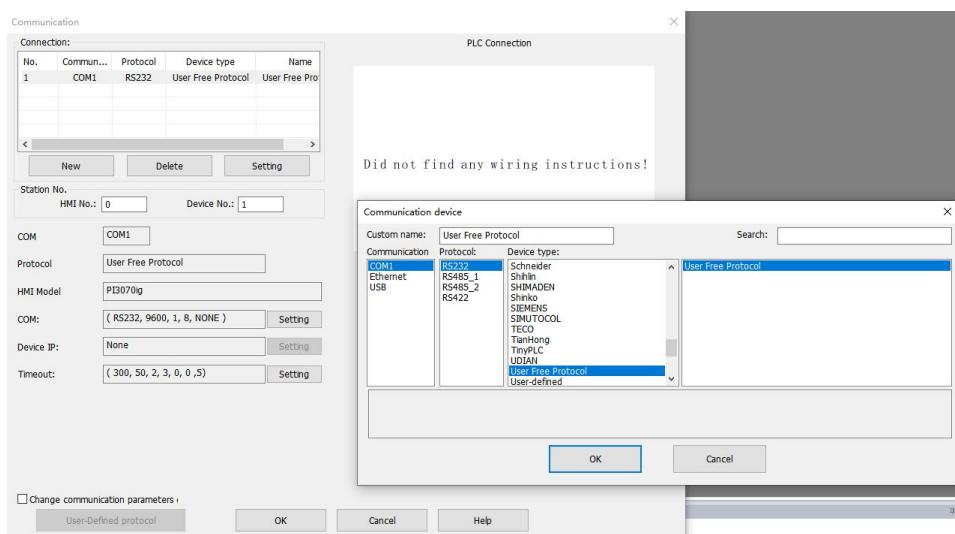 Communication
Connection:
No. Commun... Protocol Device type Name
1 COM1 RS232 User Free Protocol User Free Pro
New Delete Setting
Station No.
HMI No.: 0 Device No.: 1
COM COM1
Protocol User Free Protocol
HMI Model PI3070ig
COM: ( RS232, 9600, 1, 8, NONE ) Setting
Device IP: None Setting
Timeout: ( 300, 50, 2, 3, 0, 0 ,5) Setting
Change communication parameters
User-Defined protocol OK Cancel Help
PLC Connection
Did not find any wiring instructions!
Communication device
Custom name: User Free Protocol Search:
Communication Protocol: Device type:
COM1
Ethernet
USB
RS232
RS485_1
RS485_2
RS422
Schneider
Shihlin
SHIMADEN
Shinko
SIEMENS
SIMUTOCOL
TECO
TianHong
TinyPLC
UDIAN
User Free Protocol
User-defined
User Free Protocol
OK Cancel